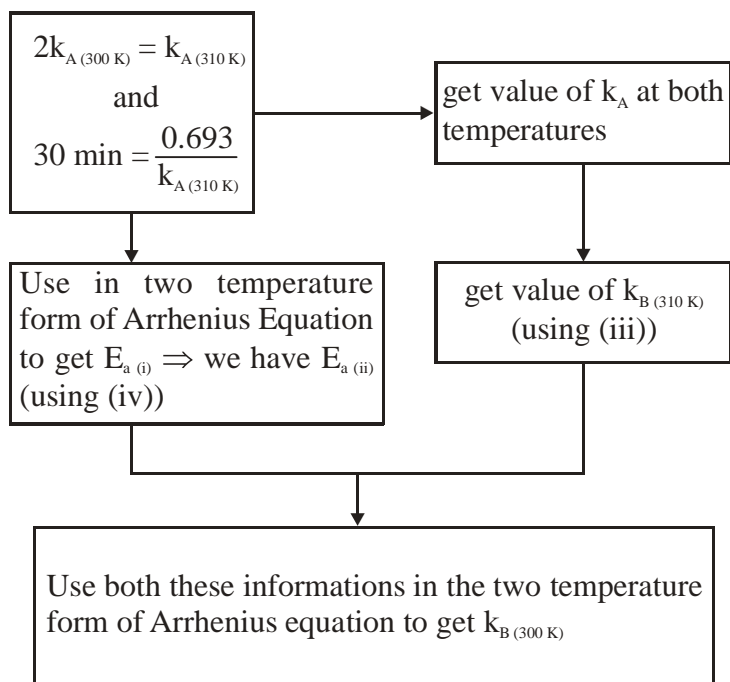 2k_A (300 K) = k_A (310 K)
and
30 min = 0.693 / k_A (310 K)
get value of k_A at both
temperatures
Use in two temperature
form of Arrhenius Equation
to get E_a (i) ⇒ we have E_a (ii)
(using (iv))
get value of k_B (310 K)
(using (iii))
Use both these informations in the two temperature
form of Arrhenius equation to get k_B (300 K)